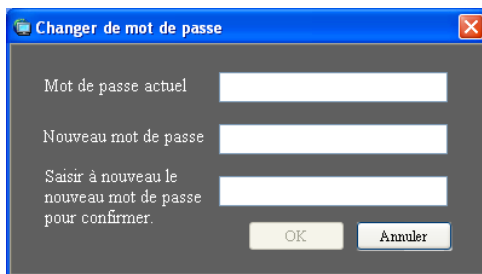 Changer de mot de passe
Mot de passe actuel
Nouveau mot de passe
Saisir à nouveau le
nouveau mot de passe
pour confirmer.
OK
Annuler